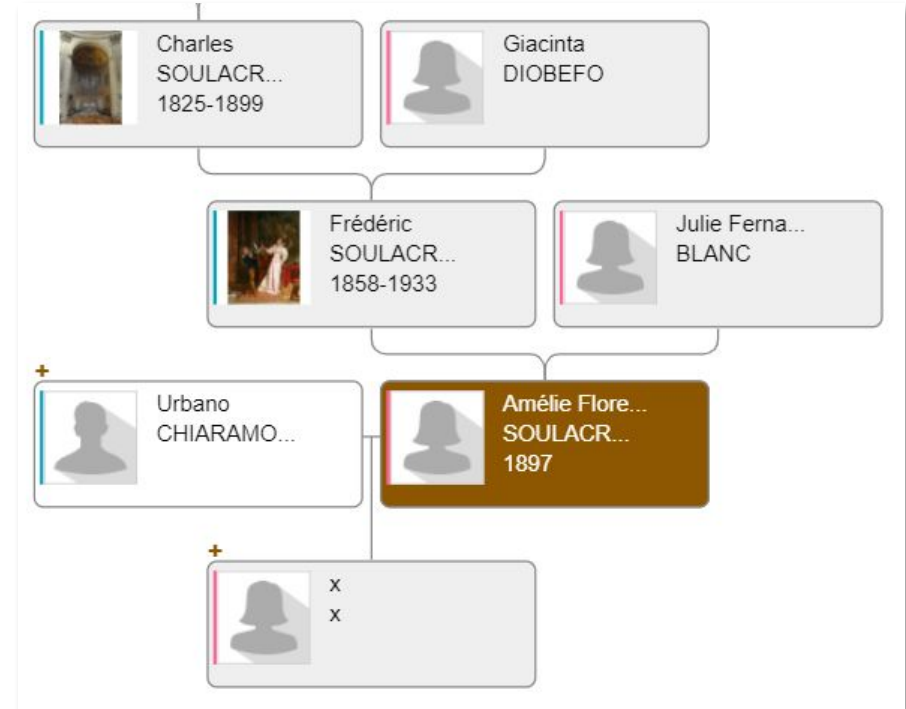 Charles
SOULACR...
1825-1899
Giacinta
DIOBEFO
Frédéric
SOULACR...
1858-1933
Julie Ferna...
BLANC
+
Urbano
CHIARAMO...
Amélie Flore...
SOULACR...
1897
+
x
x